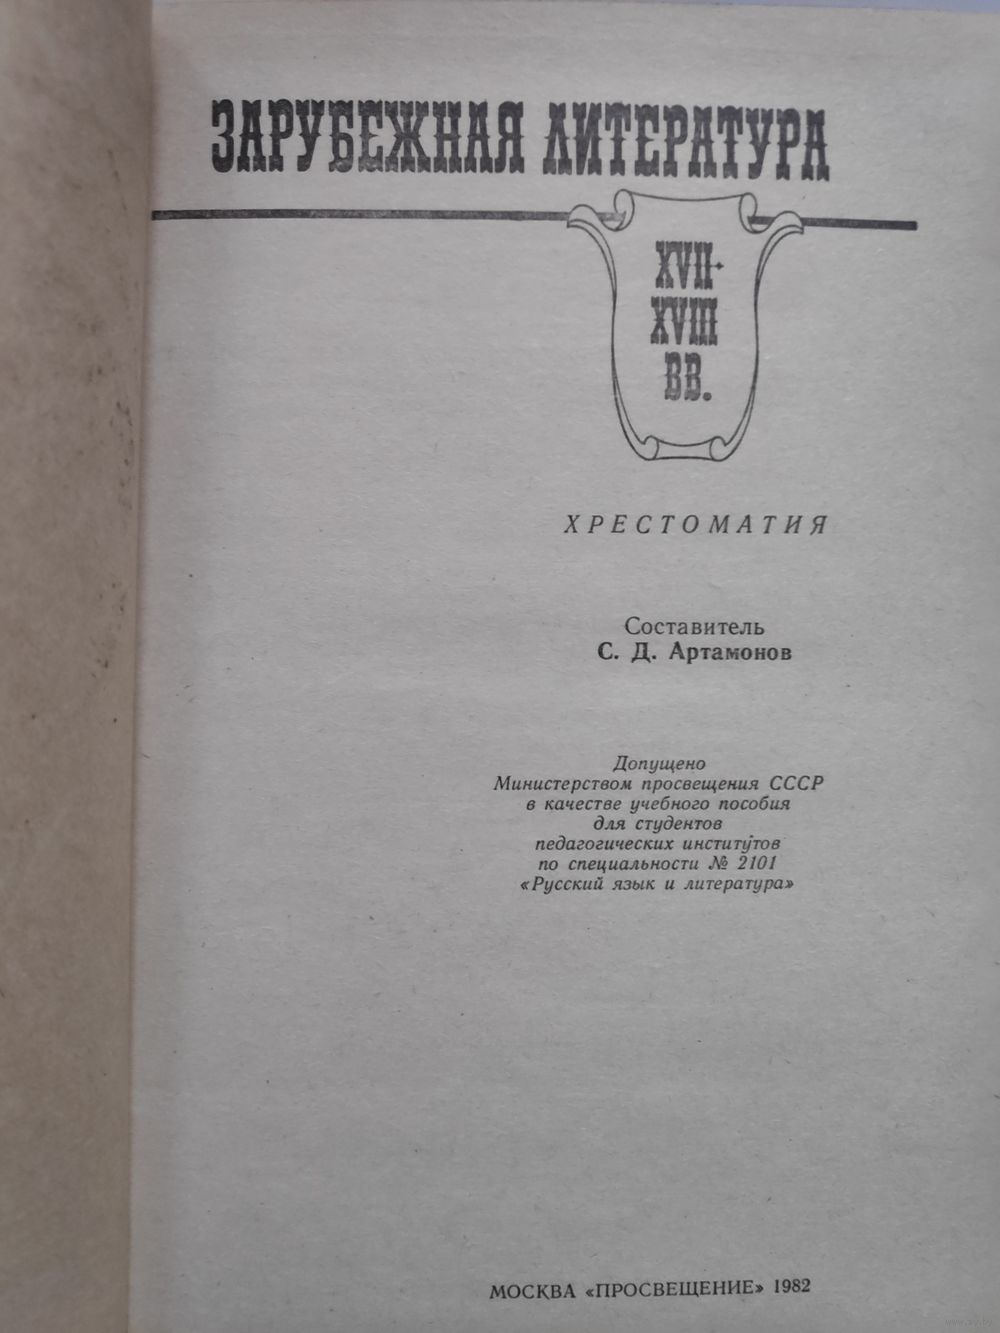 ЗАРУБЕЖНАЯ ЛИТЕРАТУРА
XVII-
XVIII
ВВ.
ХРЕСТОМАТИЯ
Составитель
С. Д. Артамонов
Допущено
Министерством просвещения СССР
в качестве учебного пособия
для студентов
педагогических институтов
по специальности № 2101
«Русский язык и литература»
МОСКВА «ПРОСВЕЩЕНИЕ» 1982